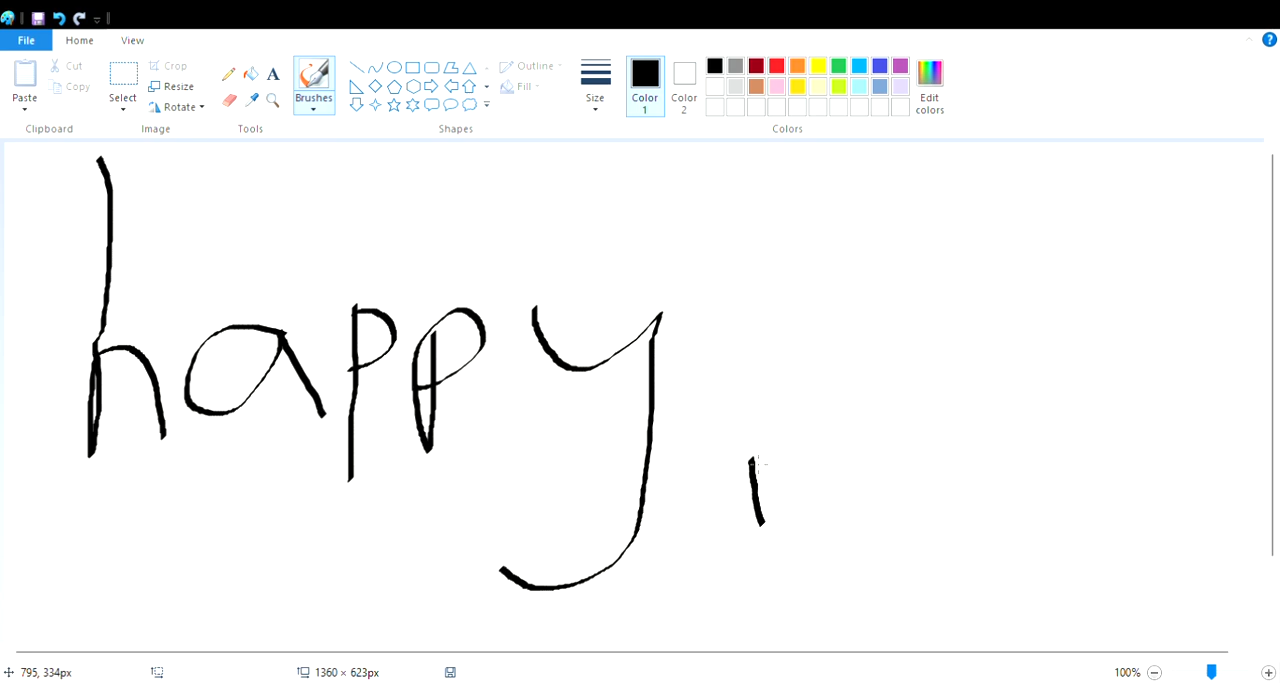 File Home View
Cut Crop Outline
Copy Resize Fill
Paste Select Rotate Brushes Size Color 1 Color 2 Edit colors
Clipboard Image Tools Shapes Colors
happy
795, 334px 1360 × 623px 100%